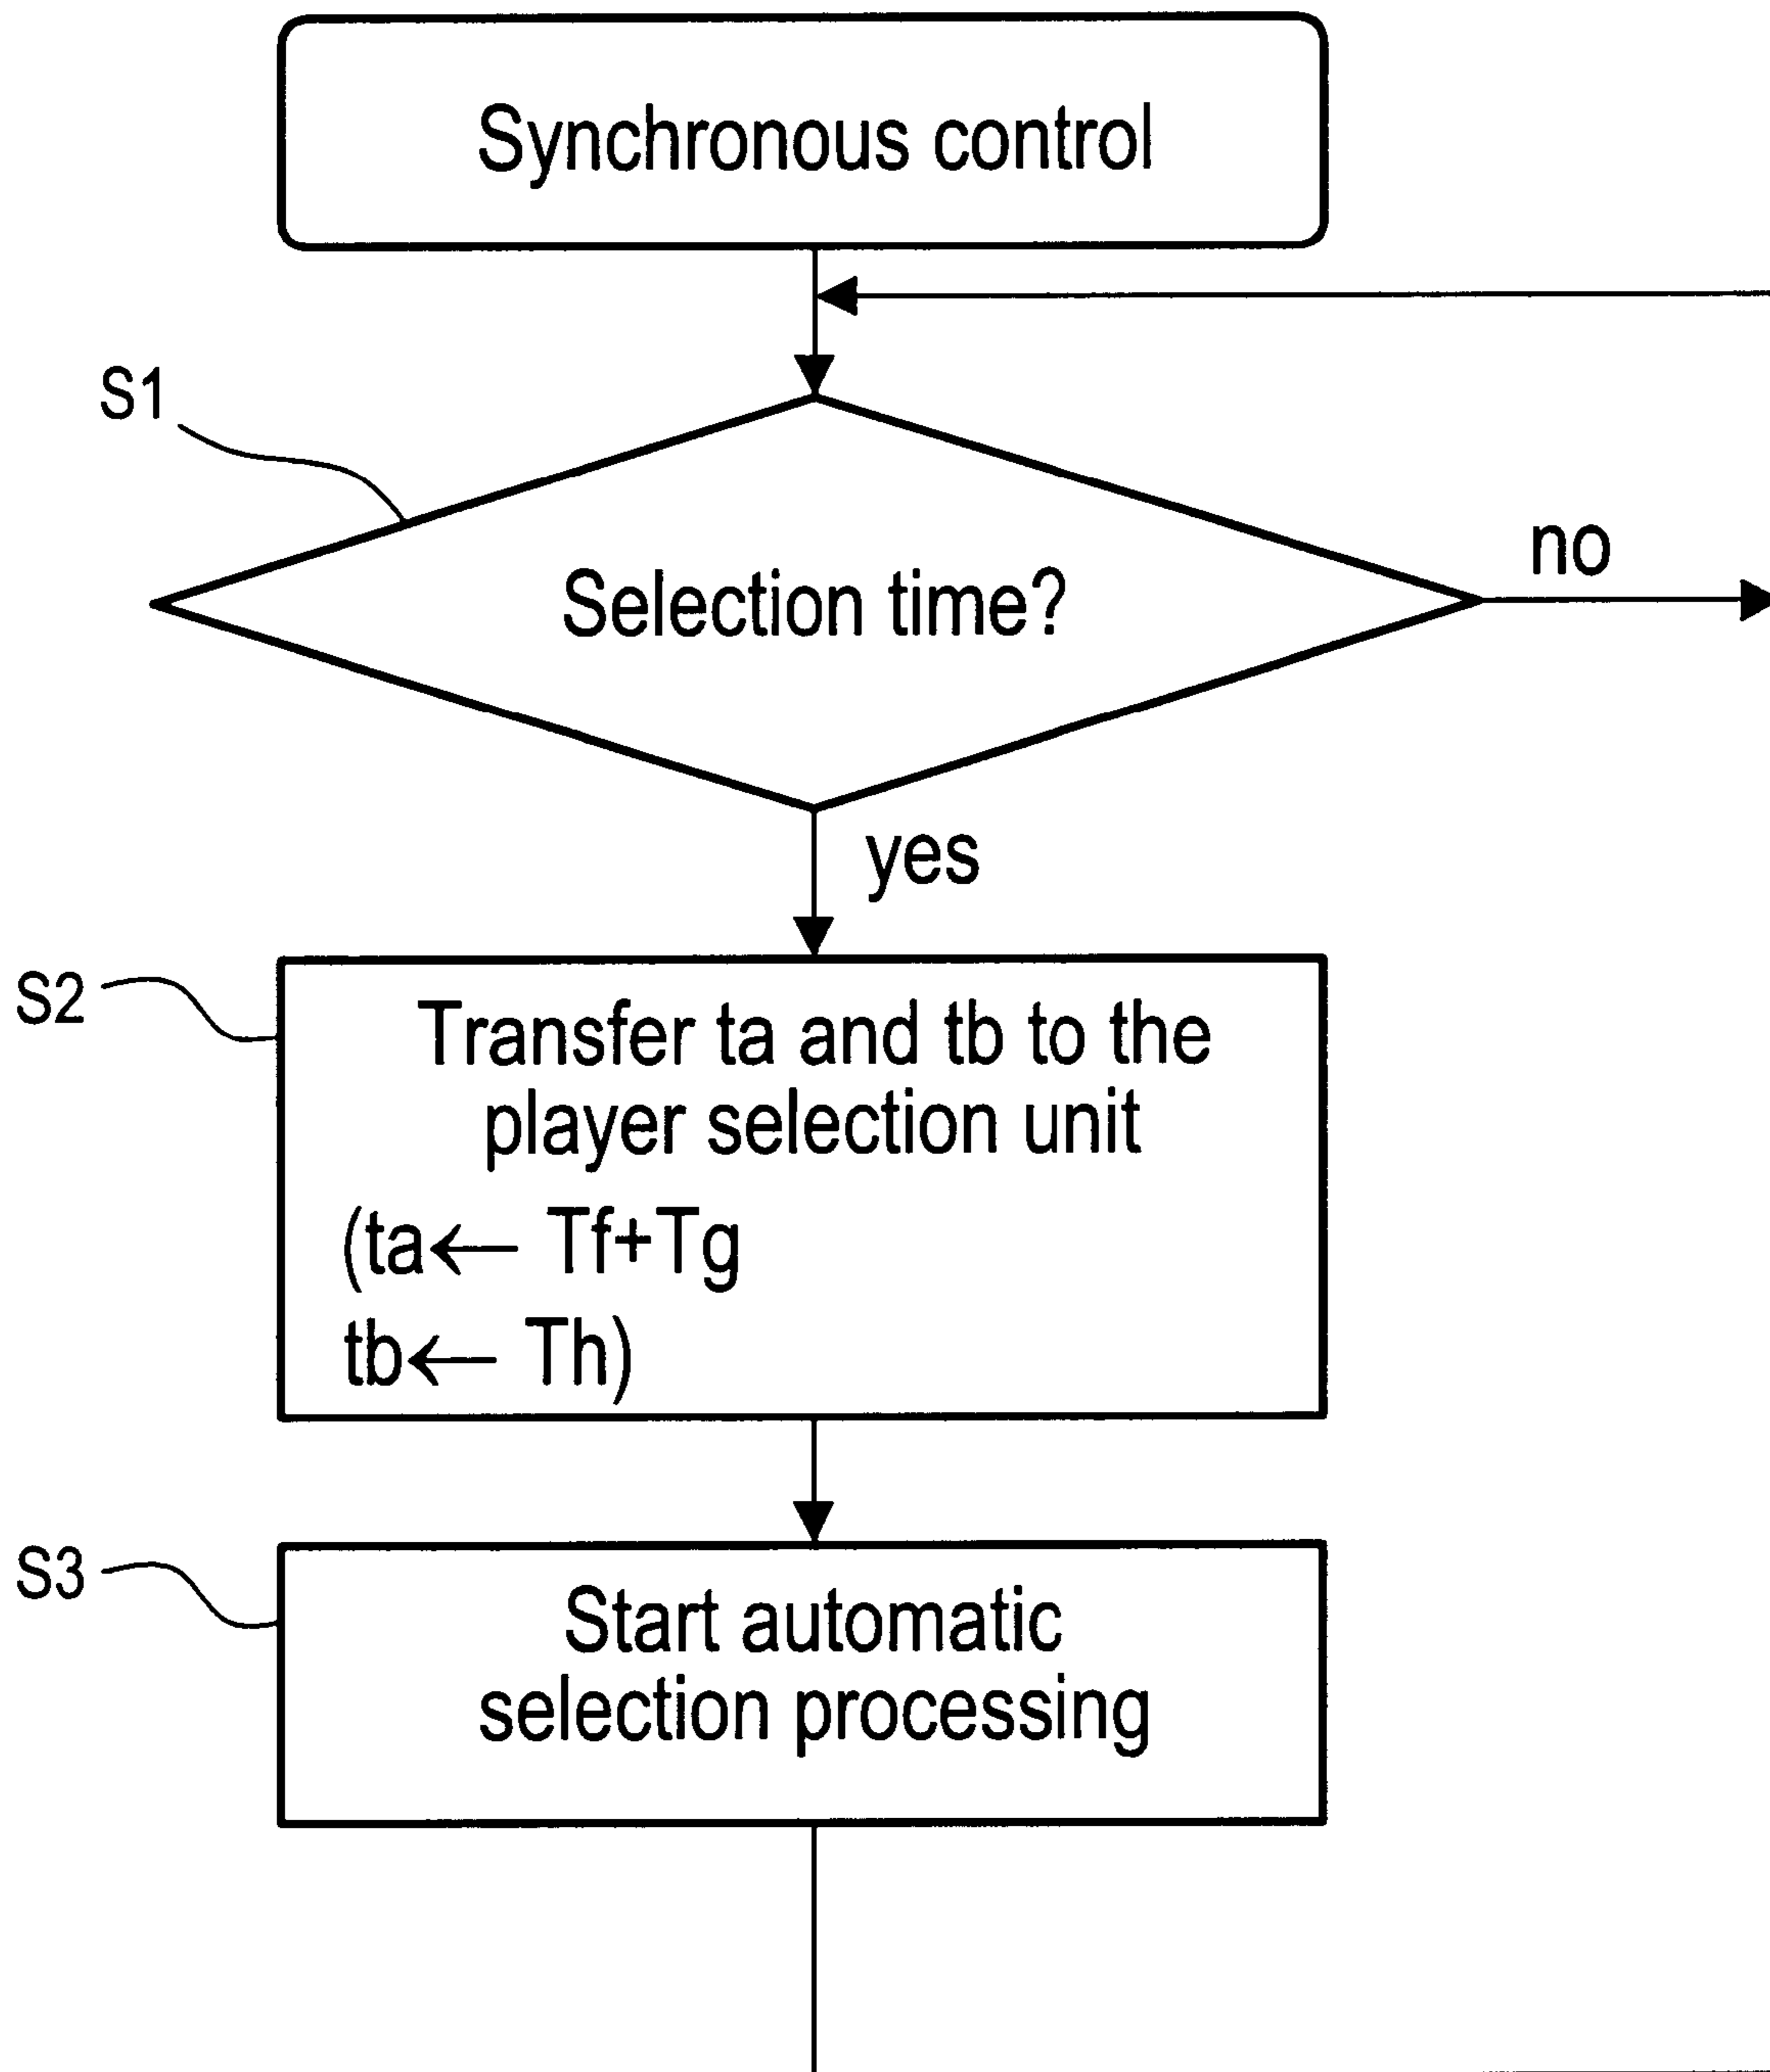 Synchronous control
S1
Selection time?
no
yes
S2
Transfer ta and tb to the
player selection unit
(ta← Tf+Tg
tb← Th)
S3
Start automatic
selection processing